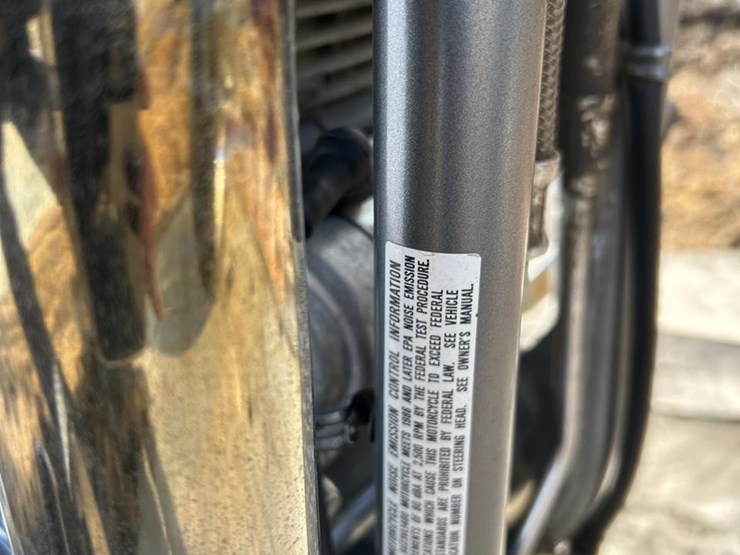 MOTORCYCLE NOISE EMISSION CONTROL INFORMATION
MOTORCYCLE MEETS 1986 AND LATER EPA NOISE EMISSION
OF 80 dBA AT 2,500 RPM BY THE FEDERAL TEST PROCEDURE.
WHICH CAUSE THIS MOTORCYCLE TO EXCEED FEDERAL
ARE PROHIBITED BY FEDERAL LAW. SEE VEHICLE
NUMBER ON STEERING HEAD. SEE OWNER'S MANUAL.